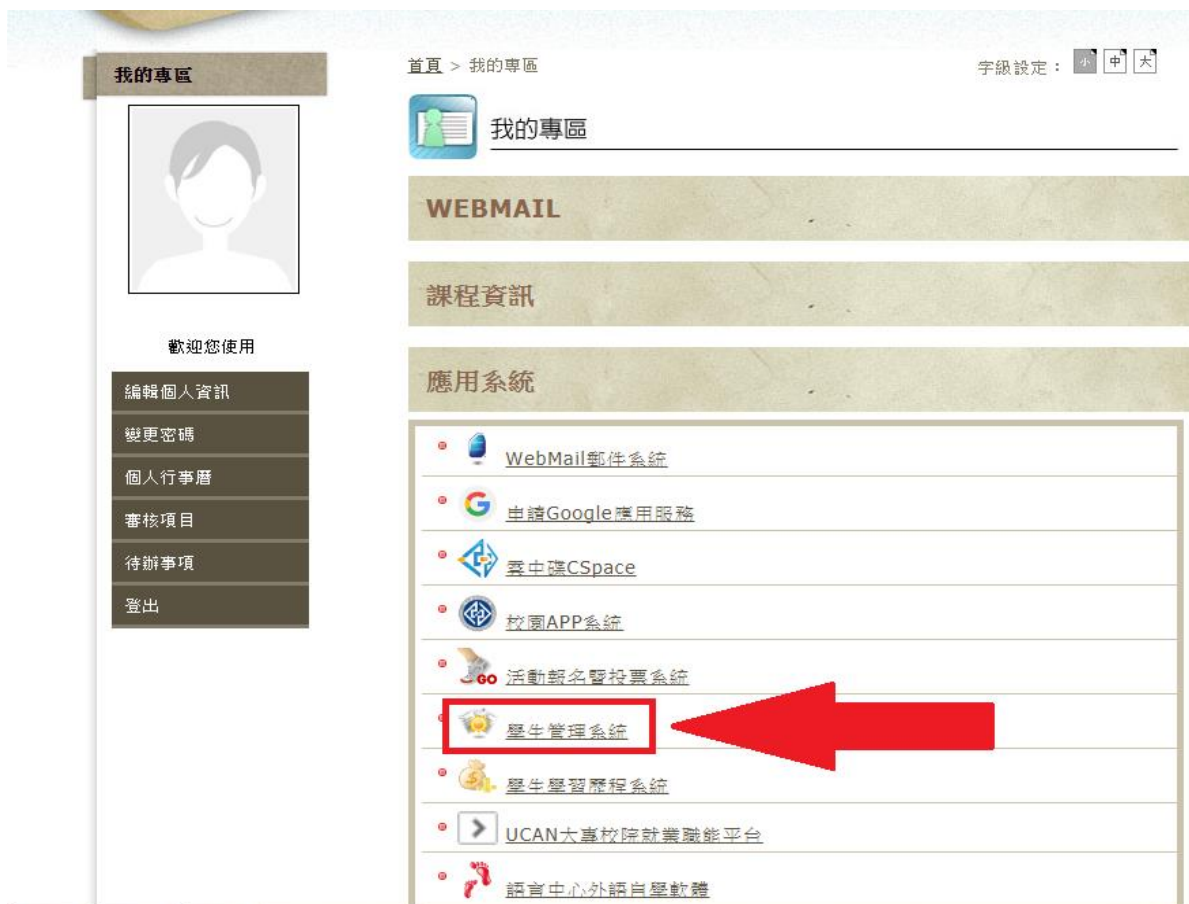 我的專區
歡迎您使用
編輯個人資訊
變更密碼
個人行事曆
審核項目
待辦事項
登出
首頁 > 我的專區
字級設定： 小 中 大
我的專區
WEBMAIL
課程資訊
應用系統
WebMail郵件系統
申請Google應用服務
雲中碟CSpace
校園APP系統
GO 活動報名暨投票系統
學生管理系統
學生學習歷程系統
UCAN大專校院就業職能平台
語言中心外語自學軟體